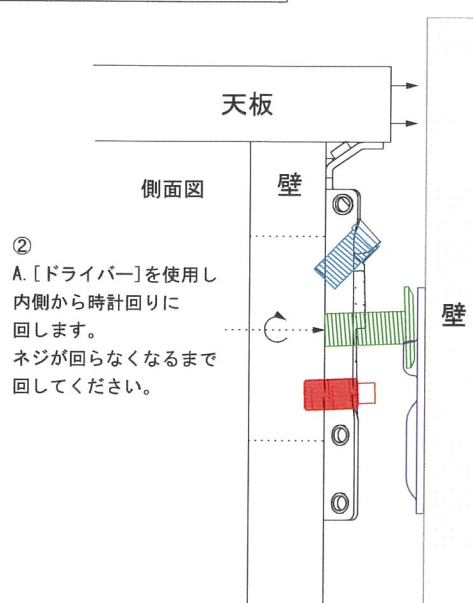 天板
側面図
壁
②
A.[ドライバー]を使用し
内側から時計回りに
回します。
ネジが回らなくなるまで
回してください。
壁